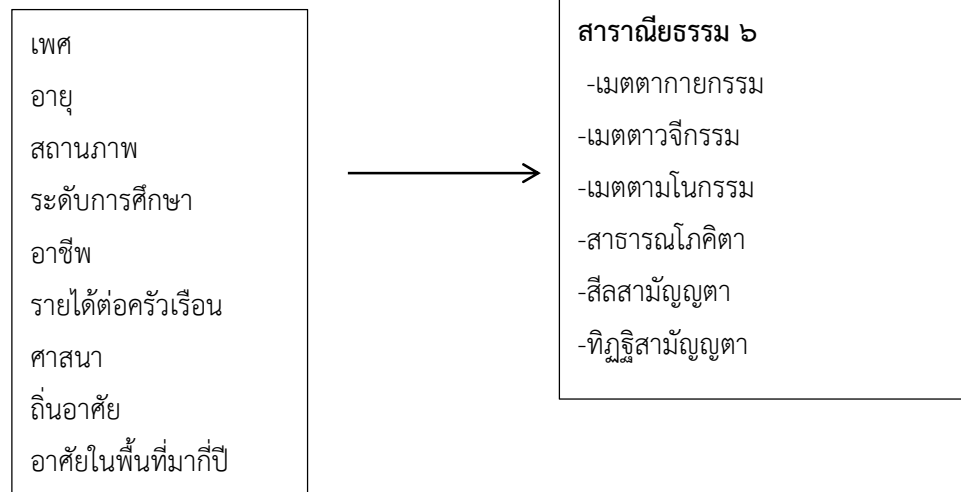 เพศ
อายุ
สถานภาพ
ระดับการศึกษา
อาชีพ
รายได้ต่อครัวเรือน
ศาสนา
ถิ่นอาศัย
อาศัยในพื้นที่มากี่ปี
สาราณียธรรม ๖
-เมตตากายกรรม
-เมตตาวจีกรรม
-เมตตามโนกรรม
-สาธารณโภคิตา
-สีลสามัญญตา
-ทิฏฐิสามัญญตา